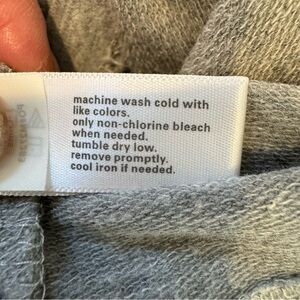 machine wash cold with
like colors.
only non-chlorine bleach
when needed.
tumble dry low.
remove promptly.
cool iron if needed.